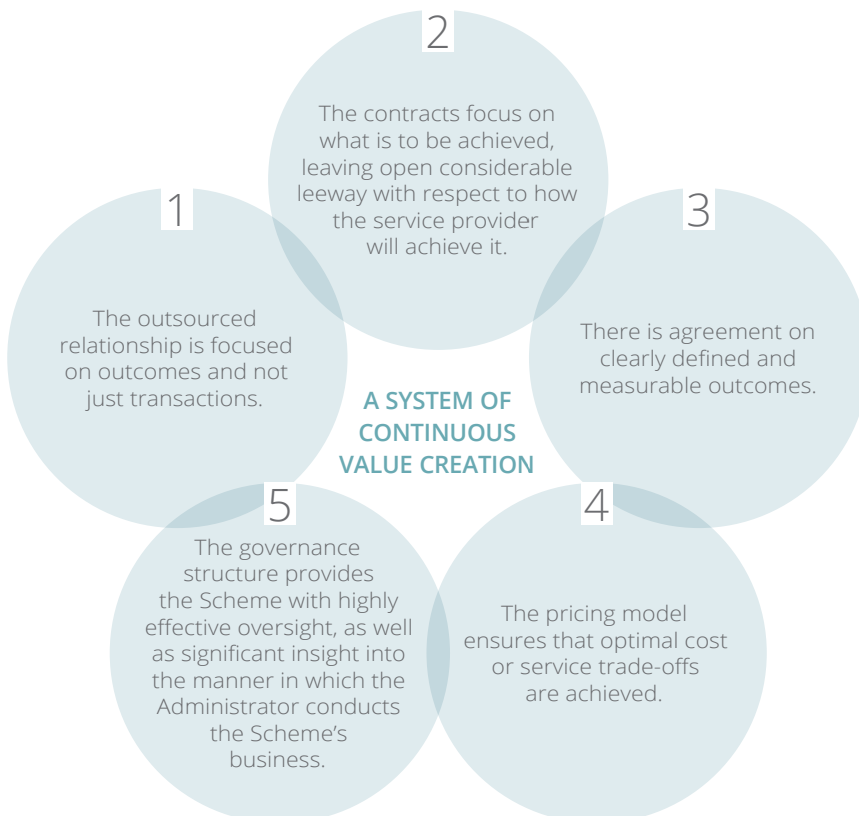 1
The outsourced
relationship is focused
on outcomes and not
just transactions.
2
The contracts focus on
what is to be achieved,
leaving open considerable
leeway with respect to how
the service provider
will achieve it.
3
There is agreement on
clearly defined and
measurable outcomes.
4
The pricing model
ensures that optimal cost
or service trade-offs
are achieved.
5
The governance
structure provides
the Scheme with highly
effective oversight, as well
as significant insight into
the manner in which the
Administrator conducts
the Scheme’s
business.
A SYSTEM OF
CONTINUOUS
VALUE CREATION